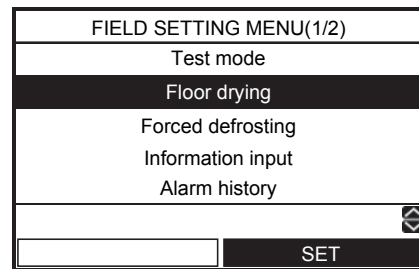 FIELD SETTING MENU(1/2)
Test mode
Floor drying
Forced defrosting
Information input
Alarm history
SET